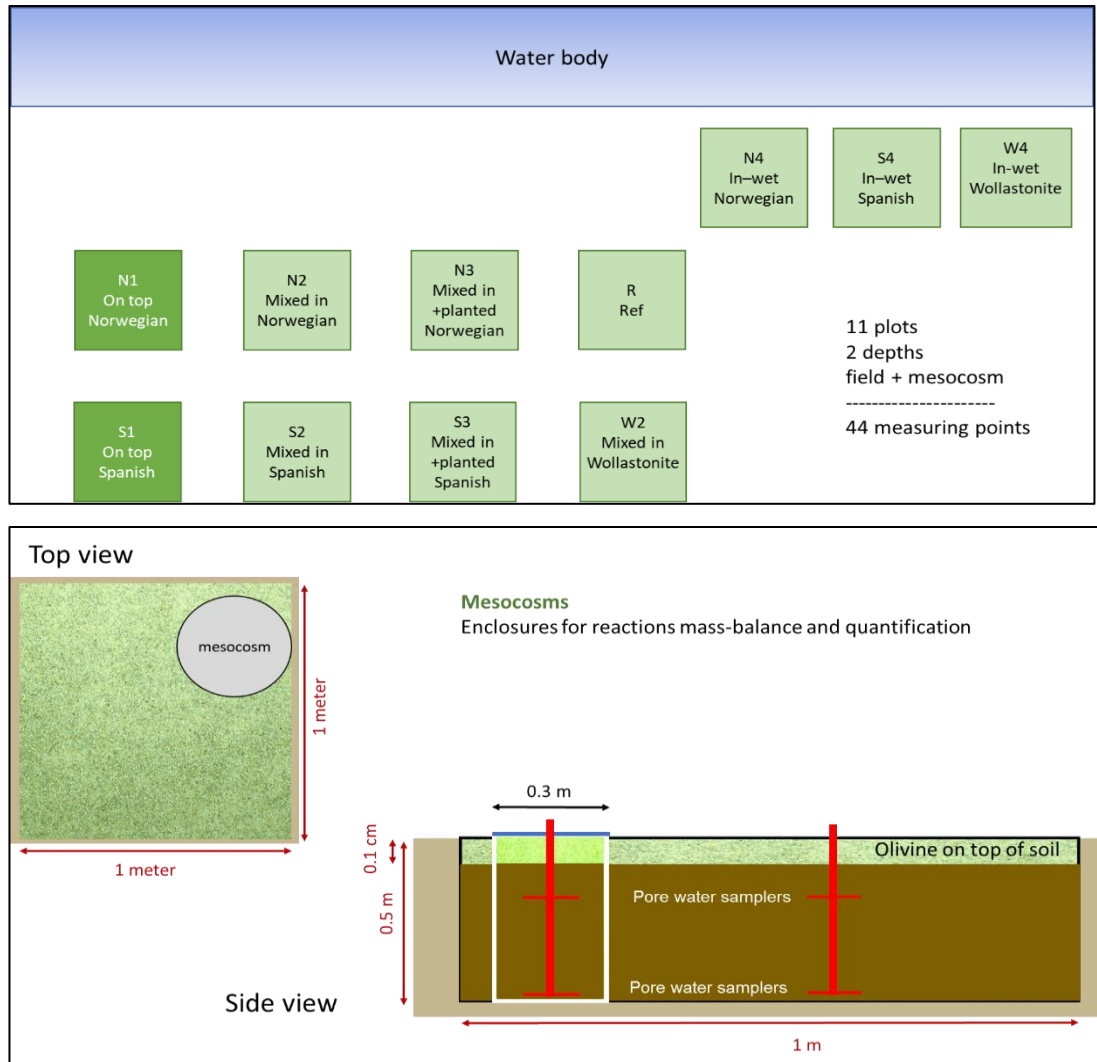 Water body
N4
In–wet
Norwegian
S4
In–wet
Spanish
W4
In-wet
Wollastonite
N1
On top
Norwegian
N2
Mixed in
Norwegian
N3
Mixed in
+planted
Norwegian
R
Ref
11 plots
2 depths
field + mesocosm
----------------------
44 measuring points
S1
On top
Spanish
S2
Mixed in
Spanish
S3
Mixed in
+planted
Spanish
W2
Mixed in
Wollastonite
Top view
mesocosm
1 meter
1 meter
Mesocosms
Enclosures for reactions mass-balance and quantification
0.3 m
0.1 cm
Olivine on top of soil
0.5 m
Pore water samplers
Pore water samplers
Side view
1 m